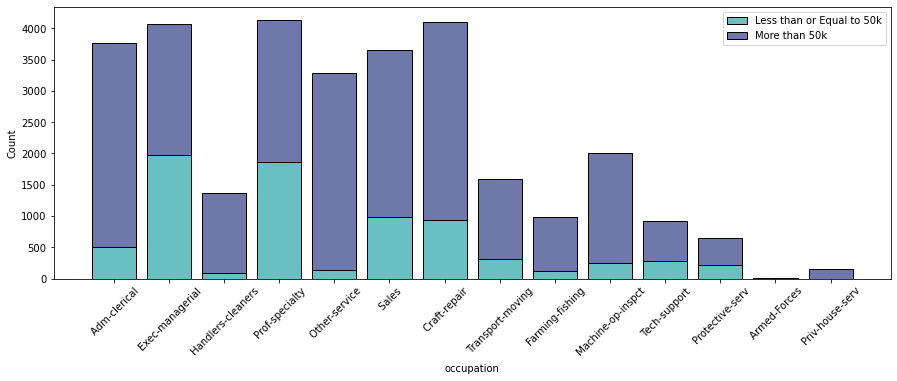 Less than or Equal to 50k
More than 50k
4000
3500
3000
2500
2000
1500
1000
500
0
Count
Adm-clerical
Exec-managerial
Handlers-cleaners
Prof-specialty
Other-service
Sales
Craft-repair
Transport-moving
Farming-fishing
Machine-op-inspct
Tech-support
Protective-serv
Armed-Forces
Priv-house-serv
occupation